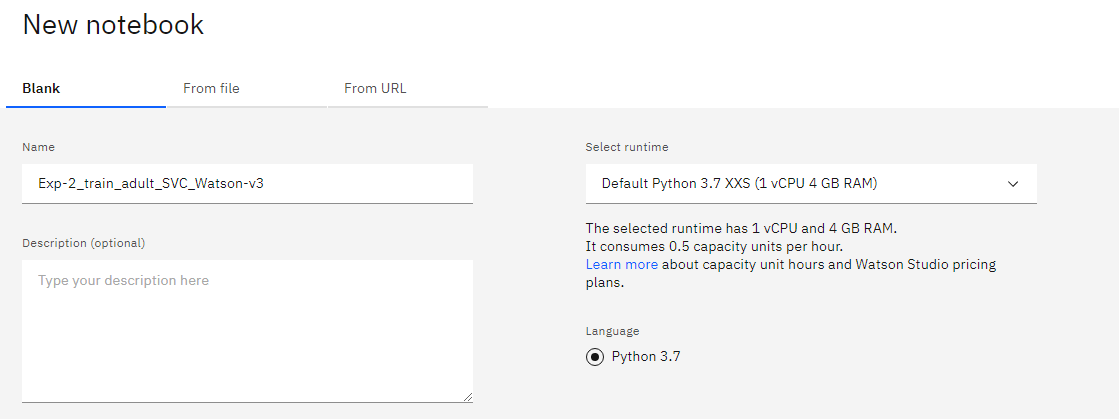 New notebook
Blank
From file
From URL
Name
Exp-2_train_adult_SVC_Watson-v3
Description (optional)
Type your description here
Select runtime
Default Python 3.7 XXS (1 vCPU 4 GB RAM)
The selected runtime has 1 vCPU and 4 GB RAM.
It consumes 0.5 capacity units per hour.
Learn more about capacity unit hours and Watson Studio pricing
plans.
Language
Python 3.7